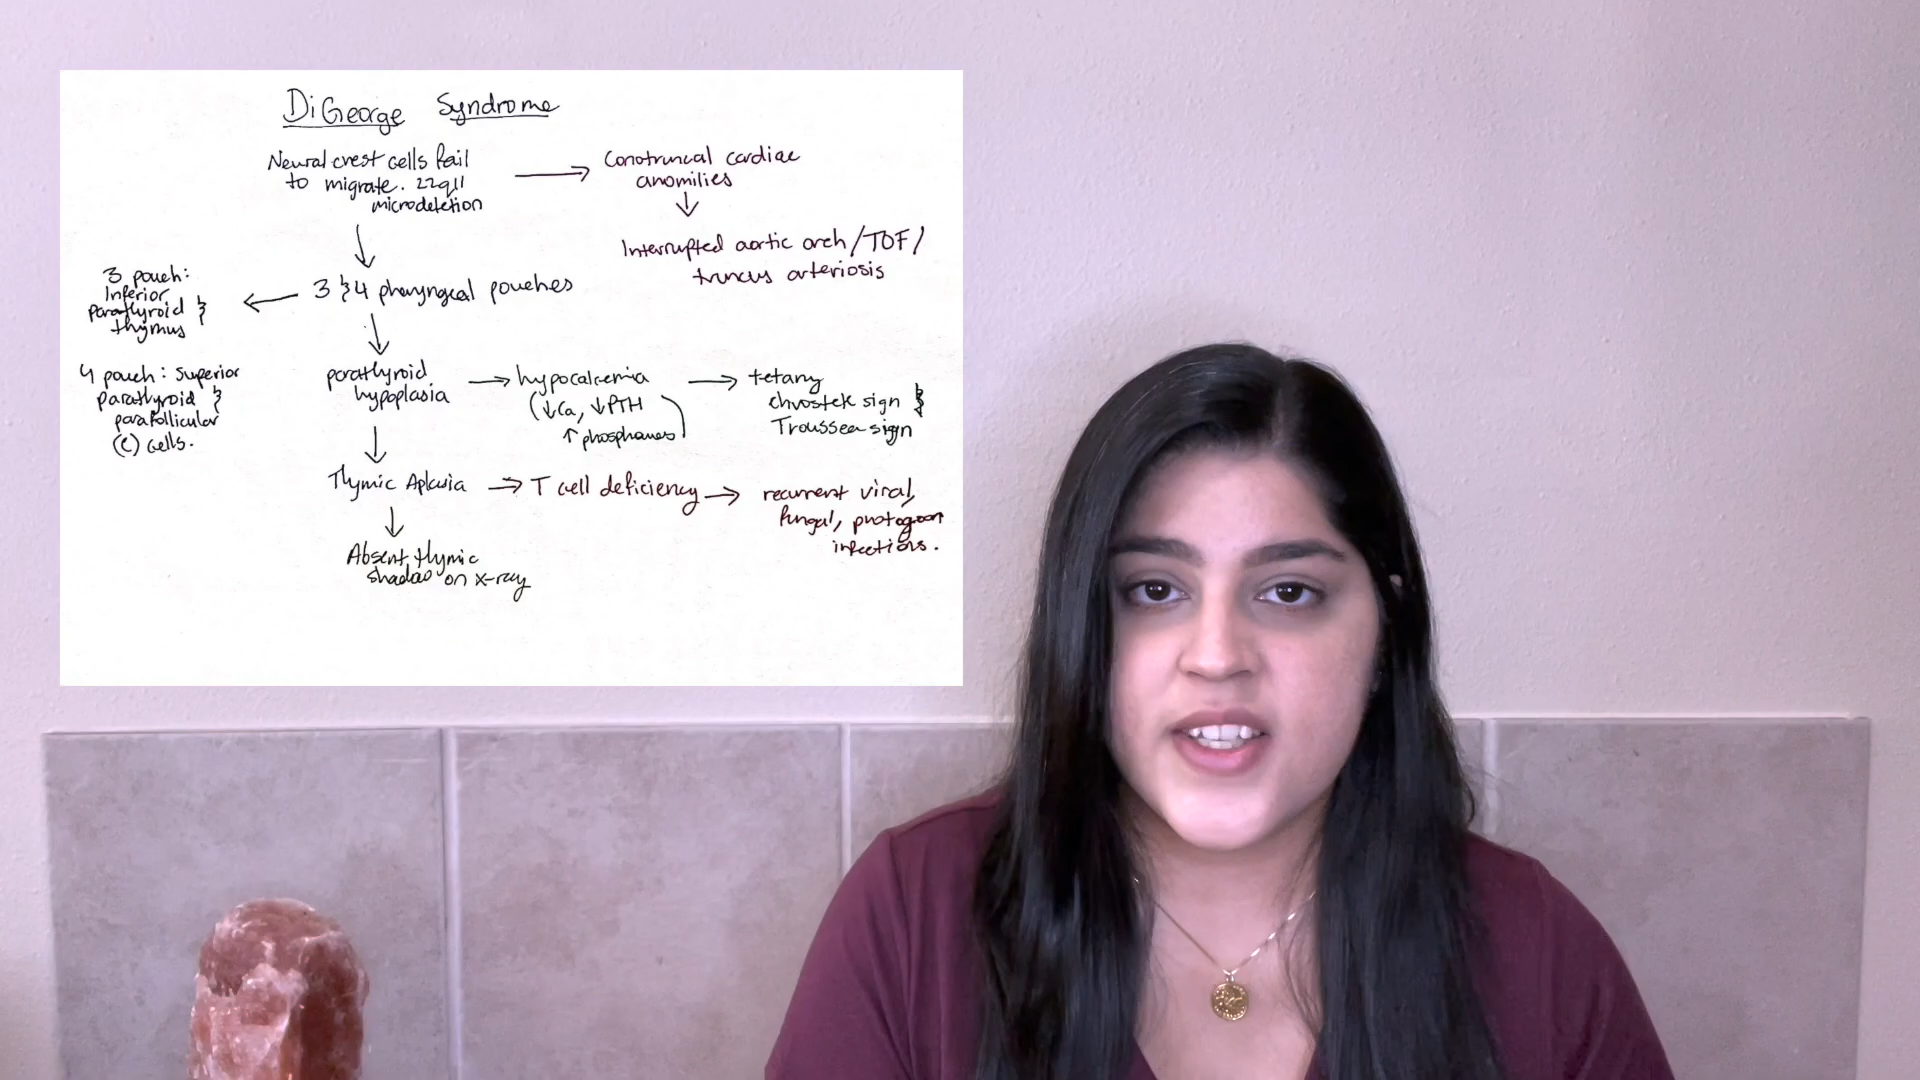 DiGeorge Syndrome
Neural crest cells fail
to migrate. 22q11
microdeletion
Conotruncal cardiac
anomilies
Interrupted aortic arch/TOF/
truncus arteriosis
3 pouch:
Inferior
parathyroid &
thymus
3 & 4 pharyngeal pouches
4 pouch: superior
parathyroid &
parafollicular
(C) cells.
parathyroid
hypoplasia
hypocalcemia
(↓Ca, ↓PTH
↑ phosphanes)
tetany
chvostek sign &
Troussea sign
Thymic Aplasia
T cell deficiency
recurrent viral,
fungal, protozoan
infections.
Absent thymic
shadow on x-ray